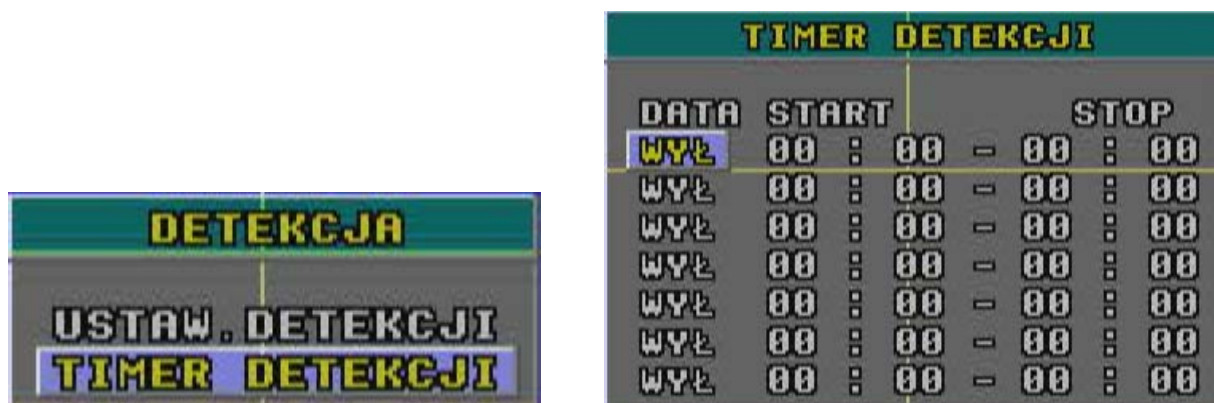 DETEKCJA
USTAW.DETEKCJI
TIMER DETEKCJI
TIMER DETEKCJI
DATA START STOP
WYŁ 00 : 00 - 00 : 00
WYŁ 00 : 00 - 00 : 00
WYŁ 00 : 00 - 00 : 00
WYŁ 00 : 00 - 00 : 00
WYŁ 00 : 00 - 00 : 00
WYŁ 00 : 00 - 00 : 00
WYŁ 00 : 00 - 00 : 00